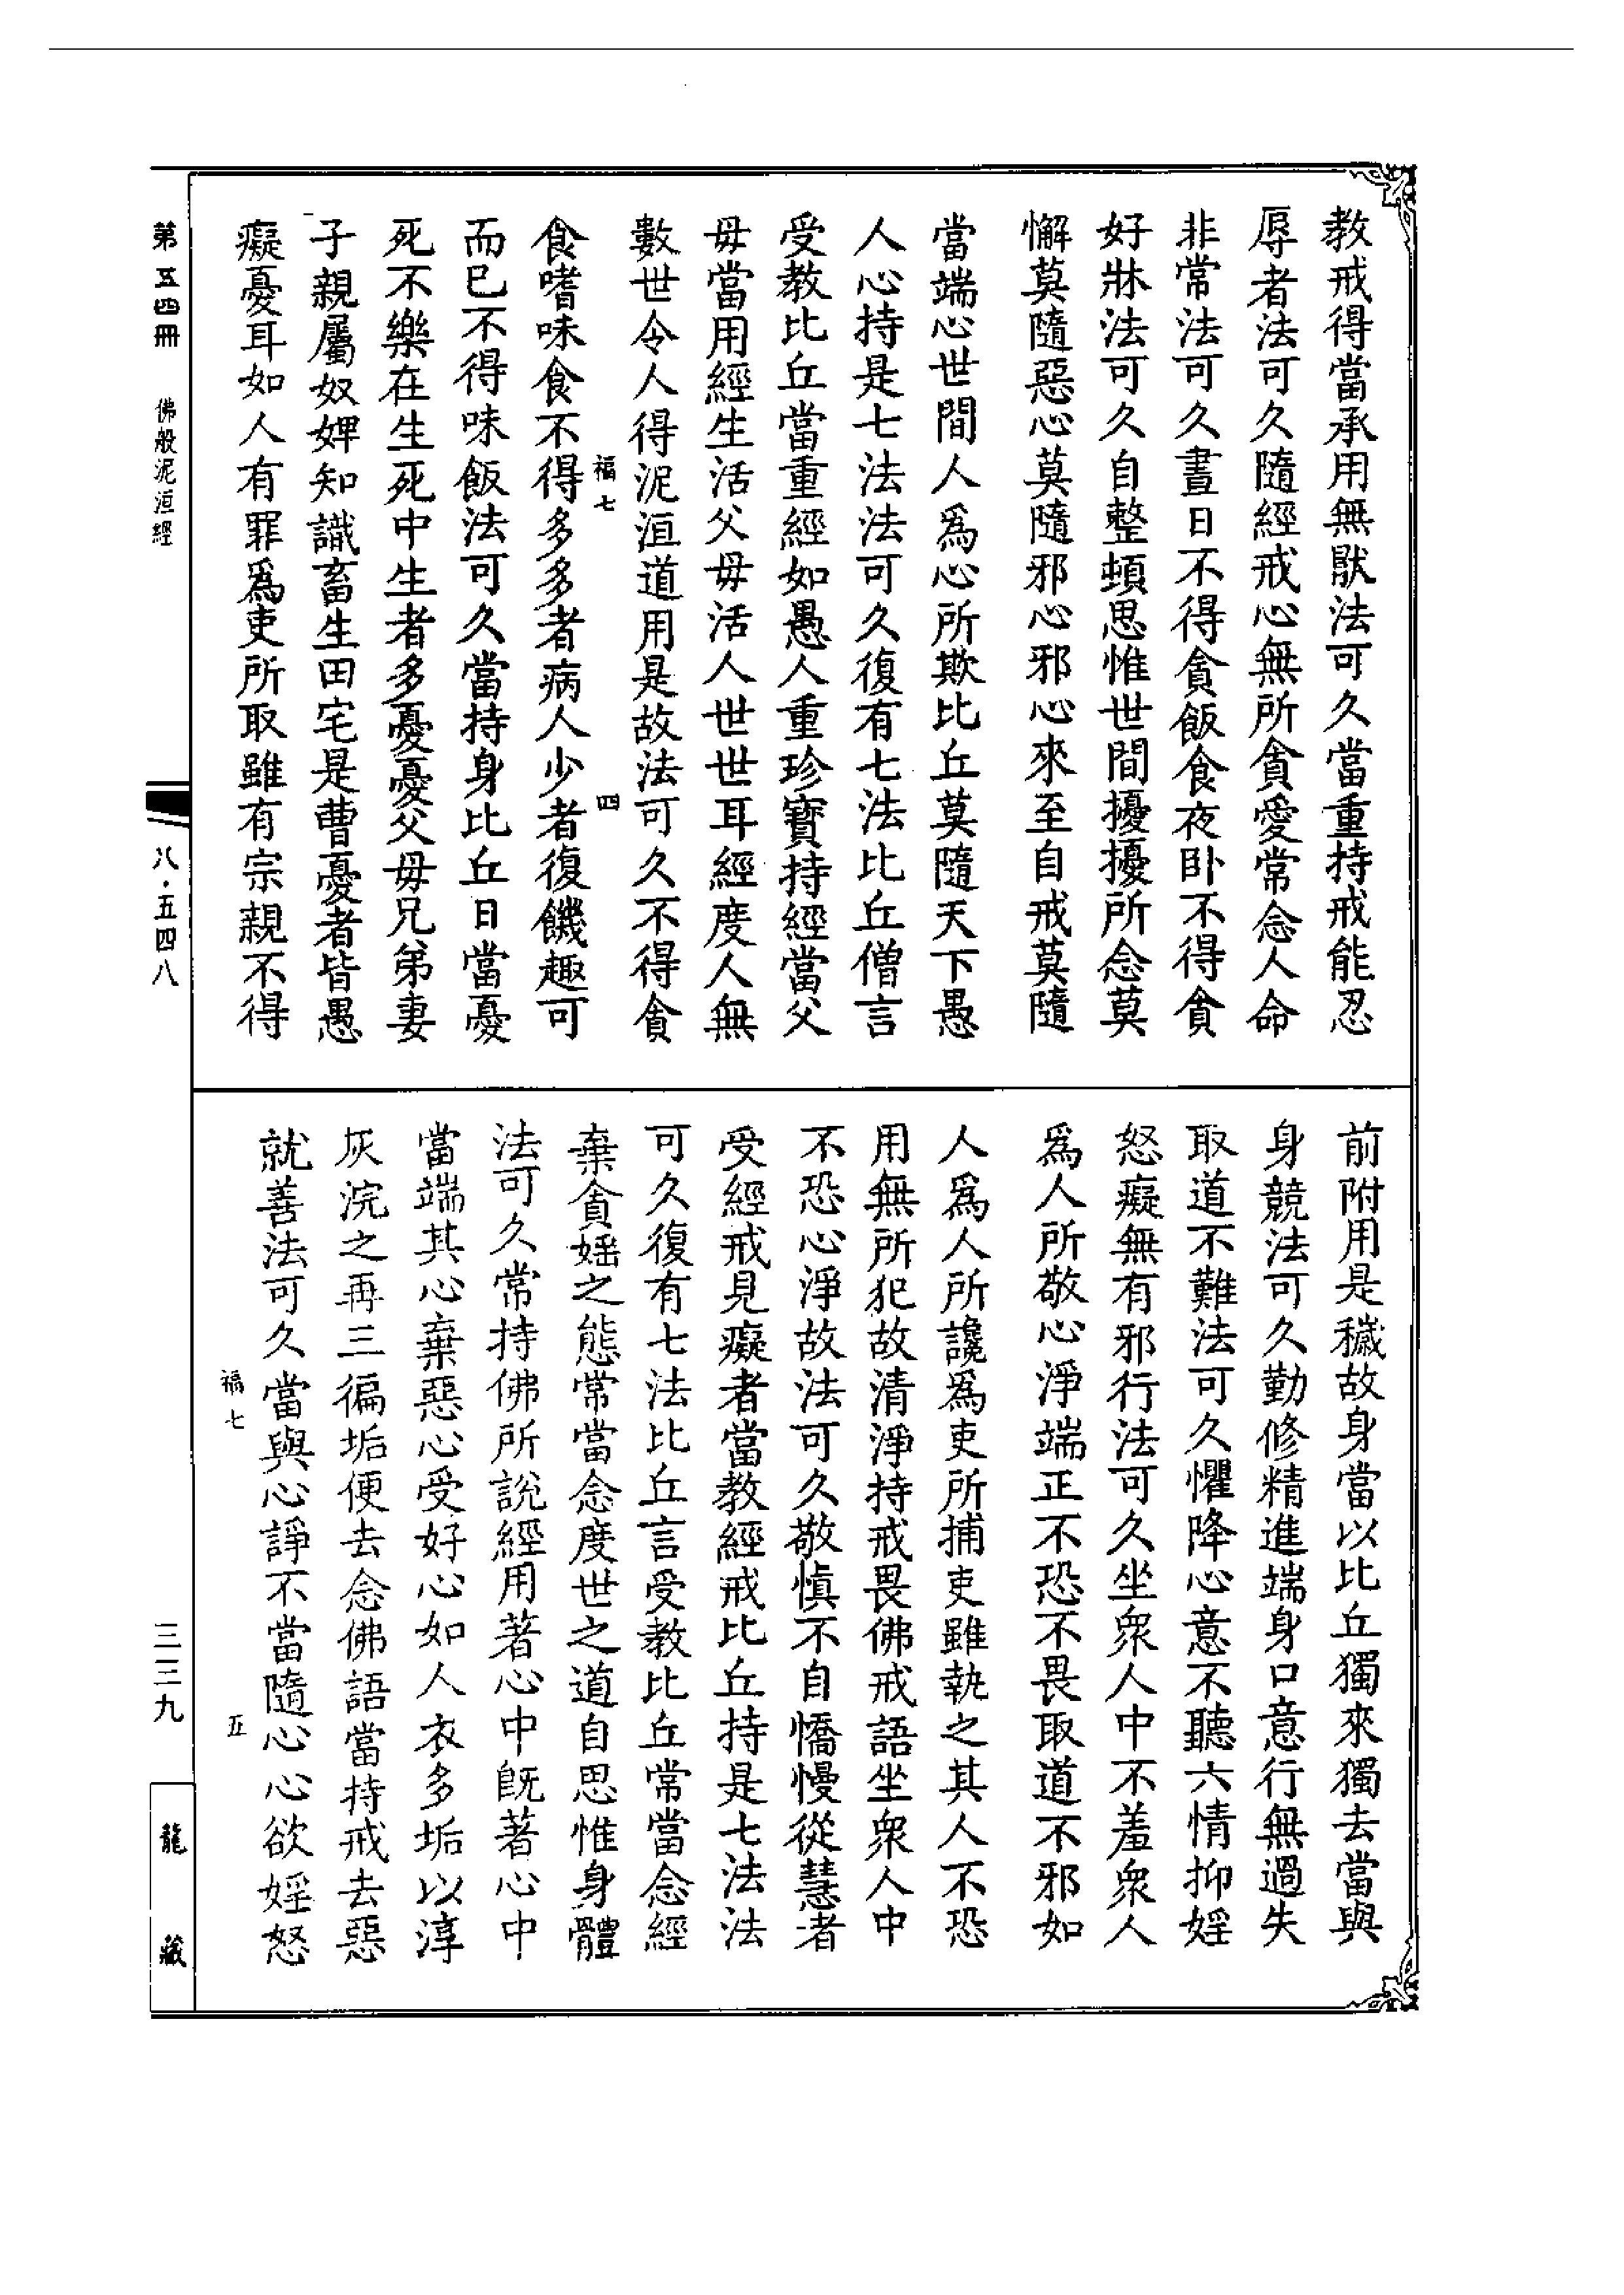 教戒得當承用無猒法可久當重持戒能忍
辱者法可久隨經戒心無所貪愛常念人命
非常法可久晝日不得貪飯食夜卧不得貪
好牀法可久自整頓思惟世間擾擾所念莫
懈莫隨惡心莫隨邪心邪心來至自戒莫隨
當端心世間人爲心所欺比丘莫隨天下愚
人心持是七法法可久復有七法比丘僧言
受教比丘當重經如愚人重珍寶持經當父
母當用經生活父母活人世世耳經度人無
數世令人得泥洹道用是故法可久不得貪
福七
四
食嗜味食不得多多者病人少者復饑趣可
而已不得味飯法可久當持身比丘日當憂
死不樂在生死中生者多憂憂父母兄弟妻
子親屬奴婢知識畜生田宅是曹憂者皆愚
癡憂耳如人有罪爲吏所取雖有宗親不得
前附用是穢故身當以比丘獨來獨去當與
身競法可久勤修精進端身口意行無過失
取道不難法可久懼降心意不聽六情抑婬
怒癡無有邪行法可久坐衆人中不羞衆人
爲人所敬心淨端正不恐不畏取道不邪如
人爲人所讒爲吏所捕吏雖執之其人不恐
用無所犯故清淨持戒畏佛戒語坐衆人中
不恐心淨故法可久敬慎不自憍慢從慧者
受經戒見癡者當教經戒比丘持是七法法
可久復有七法比丘言受教比丘常當念經
棄貪婬之態常當念度世之道自思惟身體
法可久常持佛所說經用著心中既著心中
當端其心棄惡心受好心如人衣多垢以淳
灰浣之再三徧垢便去念佛語當持戒去惡
就善法可久當與心諍不當隨心心欲婬怒
福七
五
第五四冊
佛般泥洹經
八·五四八
三三九
龍藏